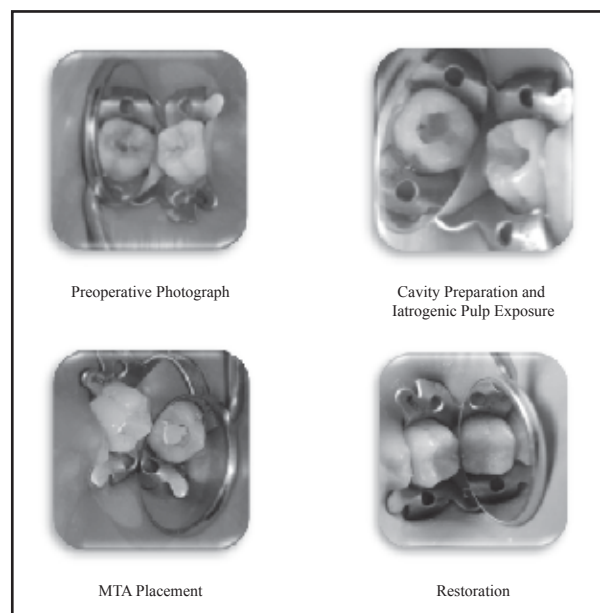 Preoperative Photograph
Cavity Preparation and
Iatrogenic Pulp Exposure
MTA Placement
Restoration